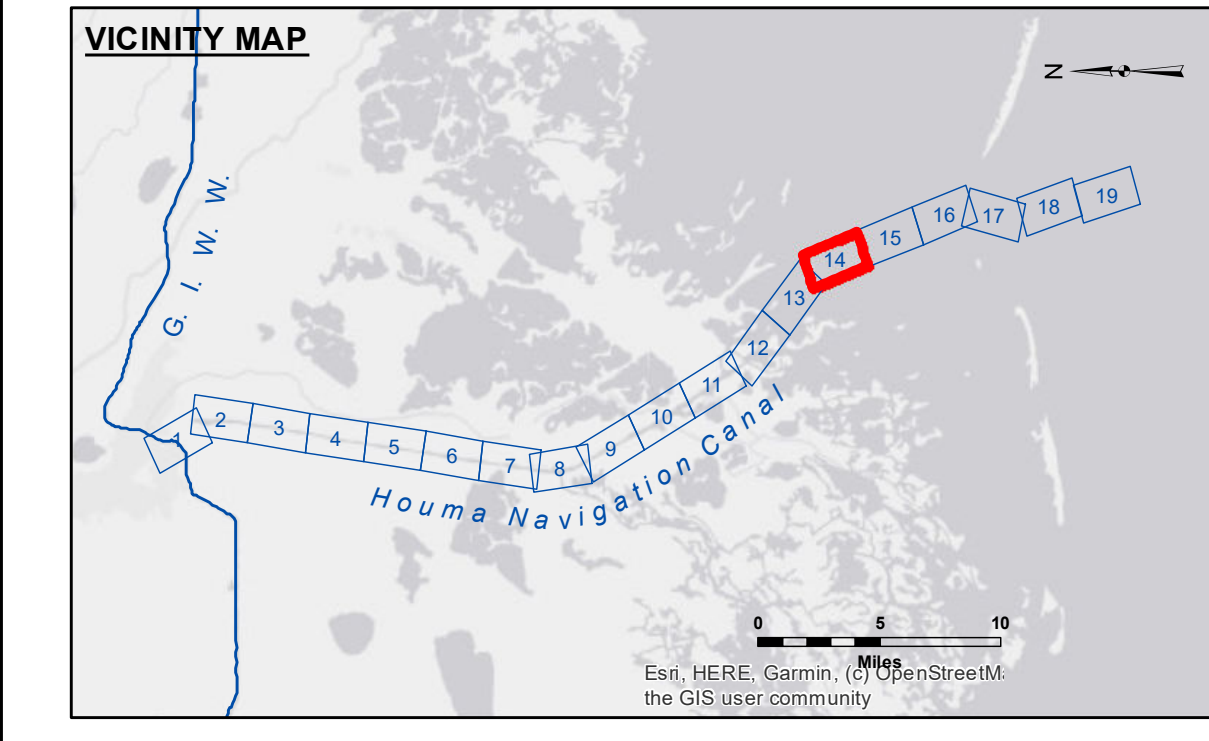 VICINITY MAP
N
G. I. W. W.
19
18
17
16
15
14
13
12
11
10
9
8
7
6
5
4
3
2
1
Houma Navigation Canal
0 5 10
Miles
Esri, HERE, Garmin, (c) OpenStreetM
the GIS user community